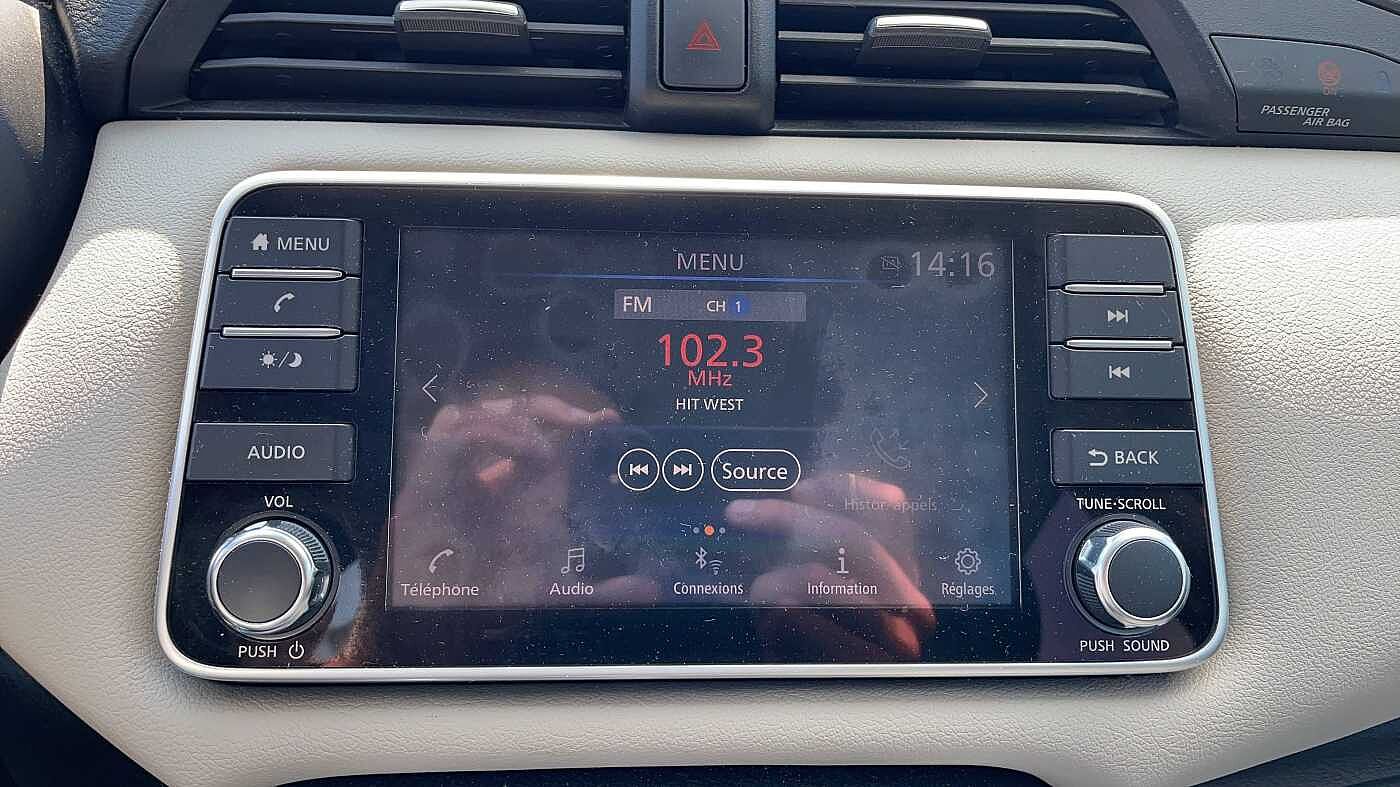 PASSENGER
AIR BAG
MENU
MENU
14:16
FM CH 1
102.3
MHz
HIT WEST
AUDIO
Source
BACK
VOL
TUNE·SCROLL
Histor. appels
Téléphone
Audio
Connexions
Information
Réglages
PUSH
PUSH SOUND